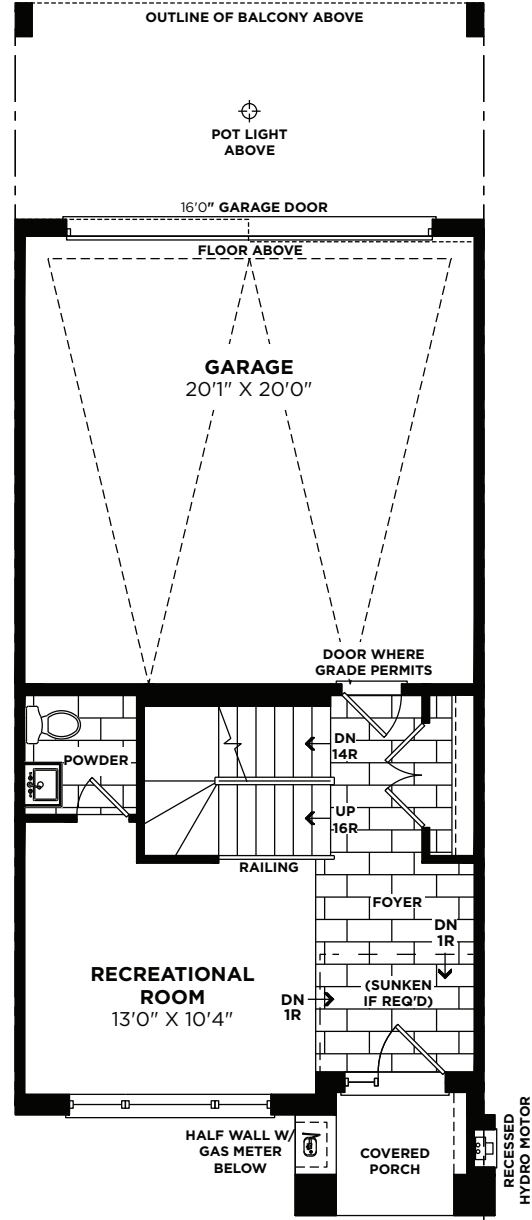 OUTLINE OF BALCONY ABOVE
POT LIGHT
ABOVE
16'0" GARAGE DOOR
FLOOR ABOVE
GARAGE
20'1" X 20'0"
DOOR WHERE
GRADE PERMITS
DN
14R
POWDER
UP
16R
RAILING
FOYER
DN
1R
RECREATIONAL
ROOM
13'0" X 10'4"
(SUNKEN
IF REQ'D)
DN
1R
HALF WALL W/
GAS METER
BELOW
COVERED
PORCH
RECESSED
HYDRO MOTOR